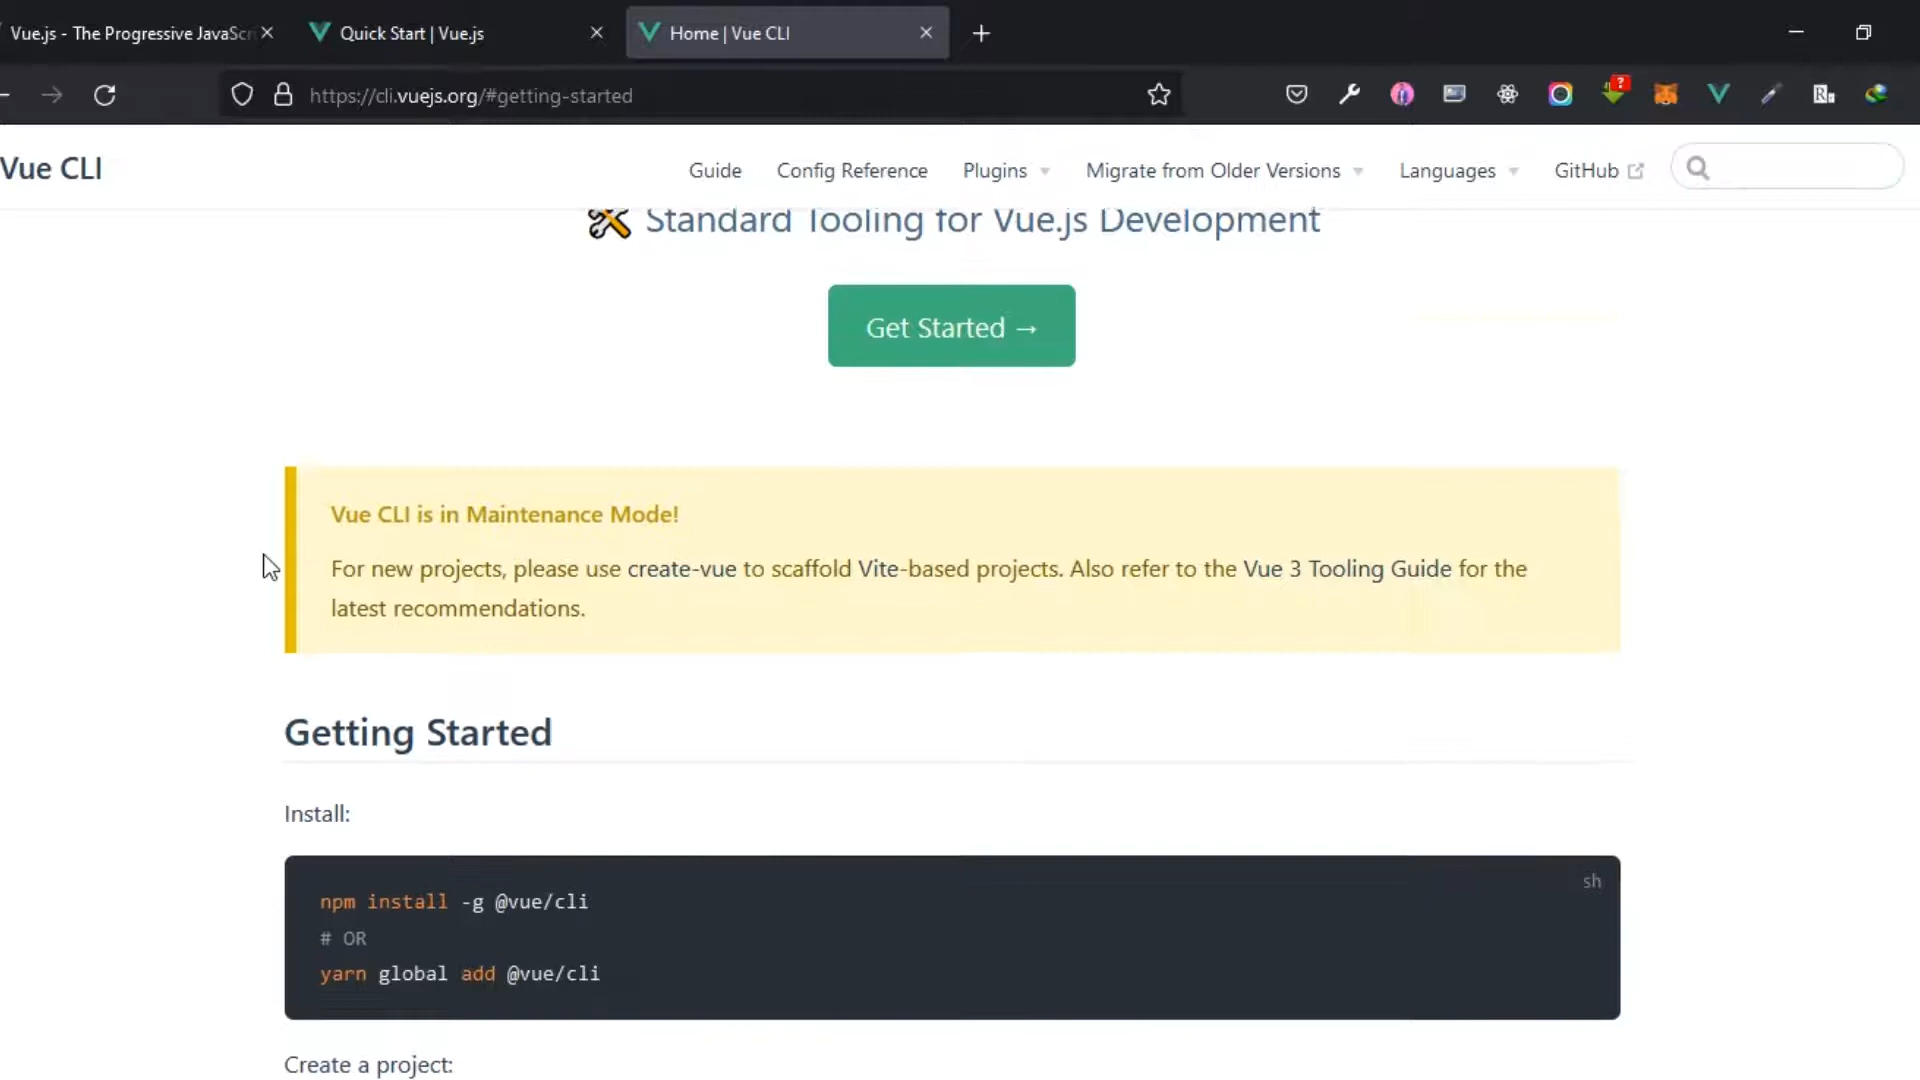 Vue.js - The Progressive JavaScr
Quick Start | Vue.js
Home | Vue CLI
https://cli.vuejs.org/#getting-started
Vue CLI
Guide
Config Reference
Plugins
Migrate from Older Versions
Languages
GitHub
Standard Tooling for Vue.js Development
Get Started →
Vue CLI is in Maintenance Mode!
For new projects, please use create-vue to scaffold Vite-based projects. Also refer to the Vue 3 Tooling Guide for the
latest recommendations.
Getting Started
Install:
sh
npm install -g @vue/cli
# OR
yarn global add @vue/cli
Create a project: